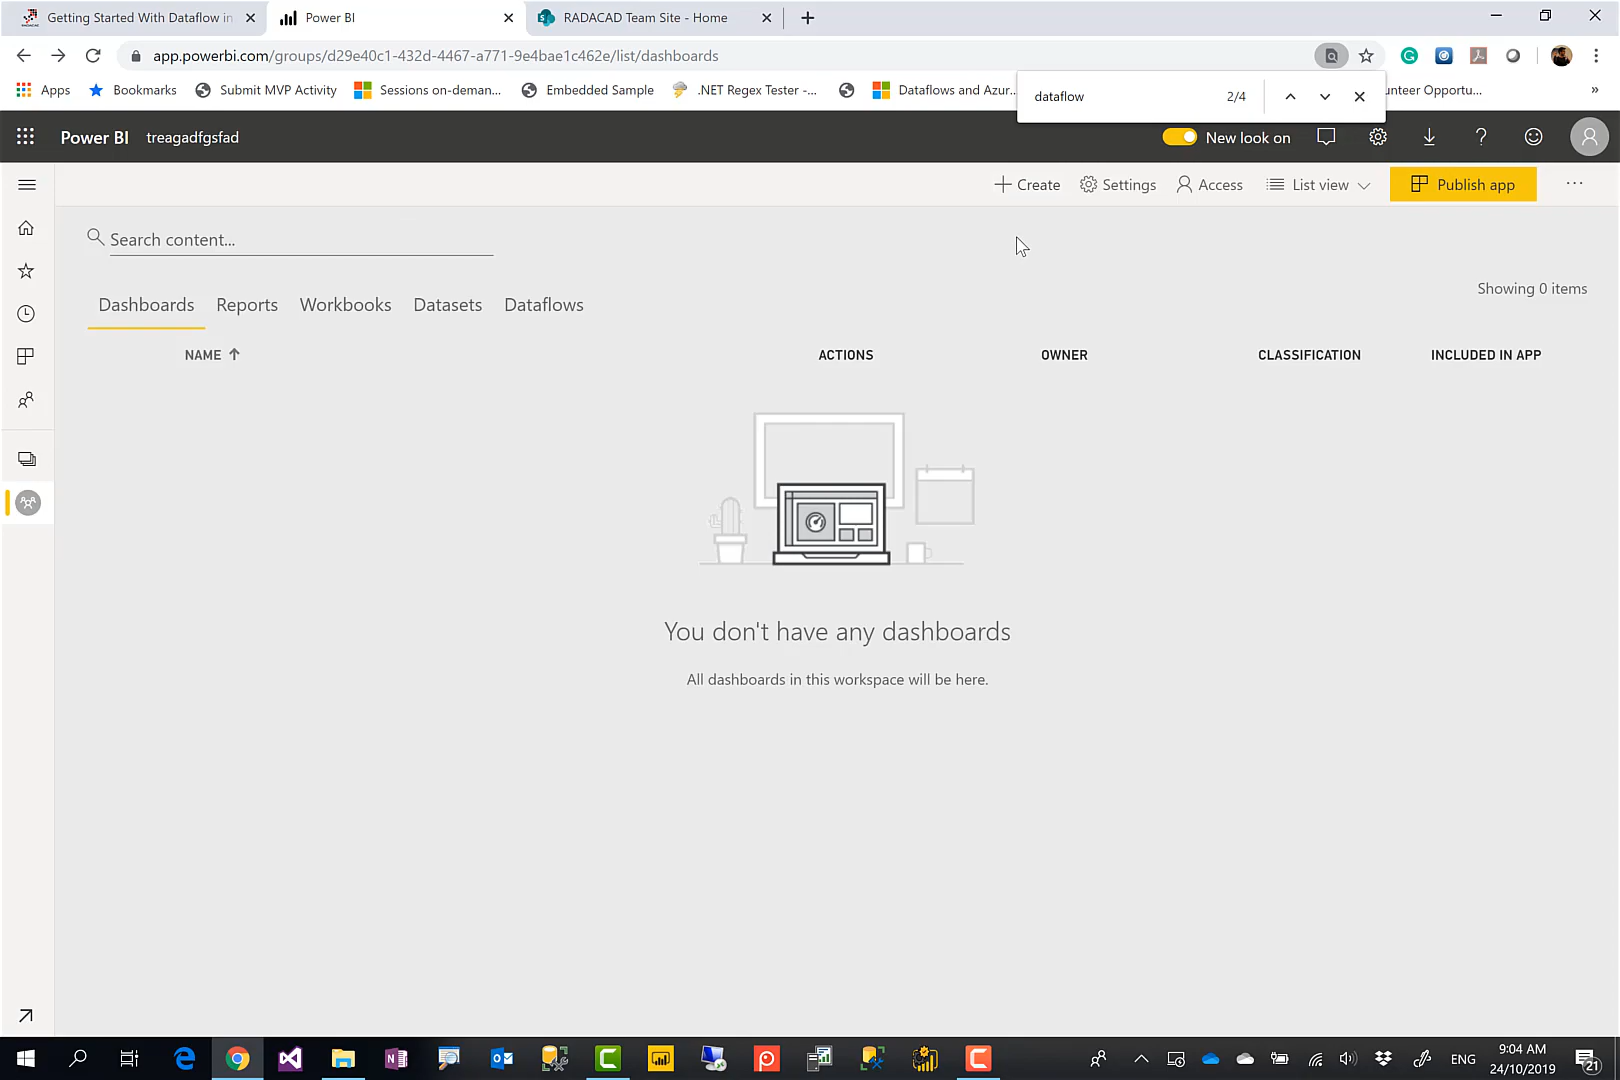 Getting Started With Dataflow in
Power BI
RADACAD Team Site - Home
app.powerbi.com/groups/d29e40c1-432d-4467-a771-9e4bae1c462e/list/dashboards
Apps
Bookmarks
Submit MVP Activity
Sessions on-deman...
Embedded Sample
.NET Regex Tester -...
Dataflows and Azur...
unteer Opportu...
»
dataflow
2/4
Power BI
treagadfgsfad
New look on
Create
Settings
Access
List view
Publish app
Search content...
Showing 0 items
Dashboards
Reports
Workbooks
Datasets
Dataflows
NAME
ACTIONS
OWNER
CLASSIFICATION
INCLUDED IN APP
You don't have any dashboards
All dashboards in this workspace will be here.
ENG
9:04 AM
24/10/2019
21